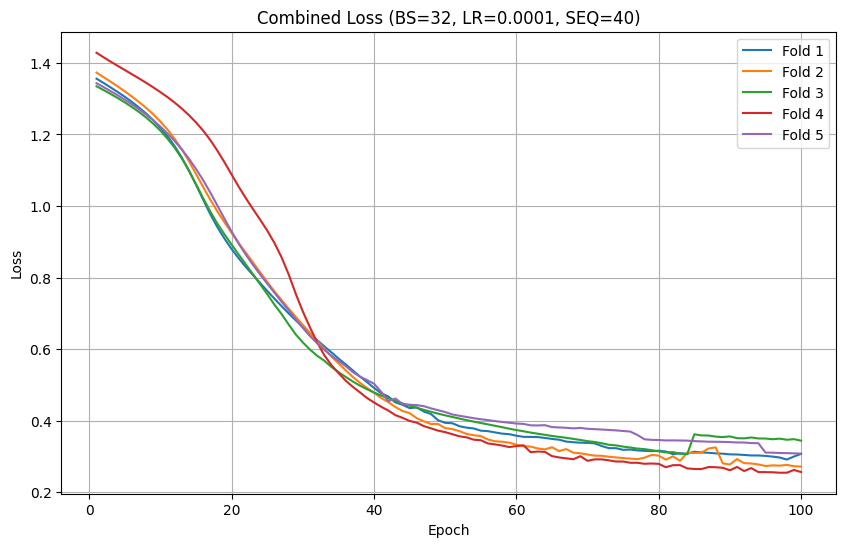 Combined Loss (BS=32, LR=0.0001, SEQ=40)
Fold 1
Fold 2
Fold 3
Fold 4
Fold 5
Loss
1.4
1.2
1.0
0.8
0.6
0.4
0.2
0 20 40 60 80 100
Epoch